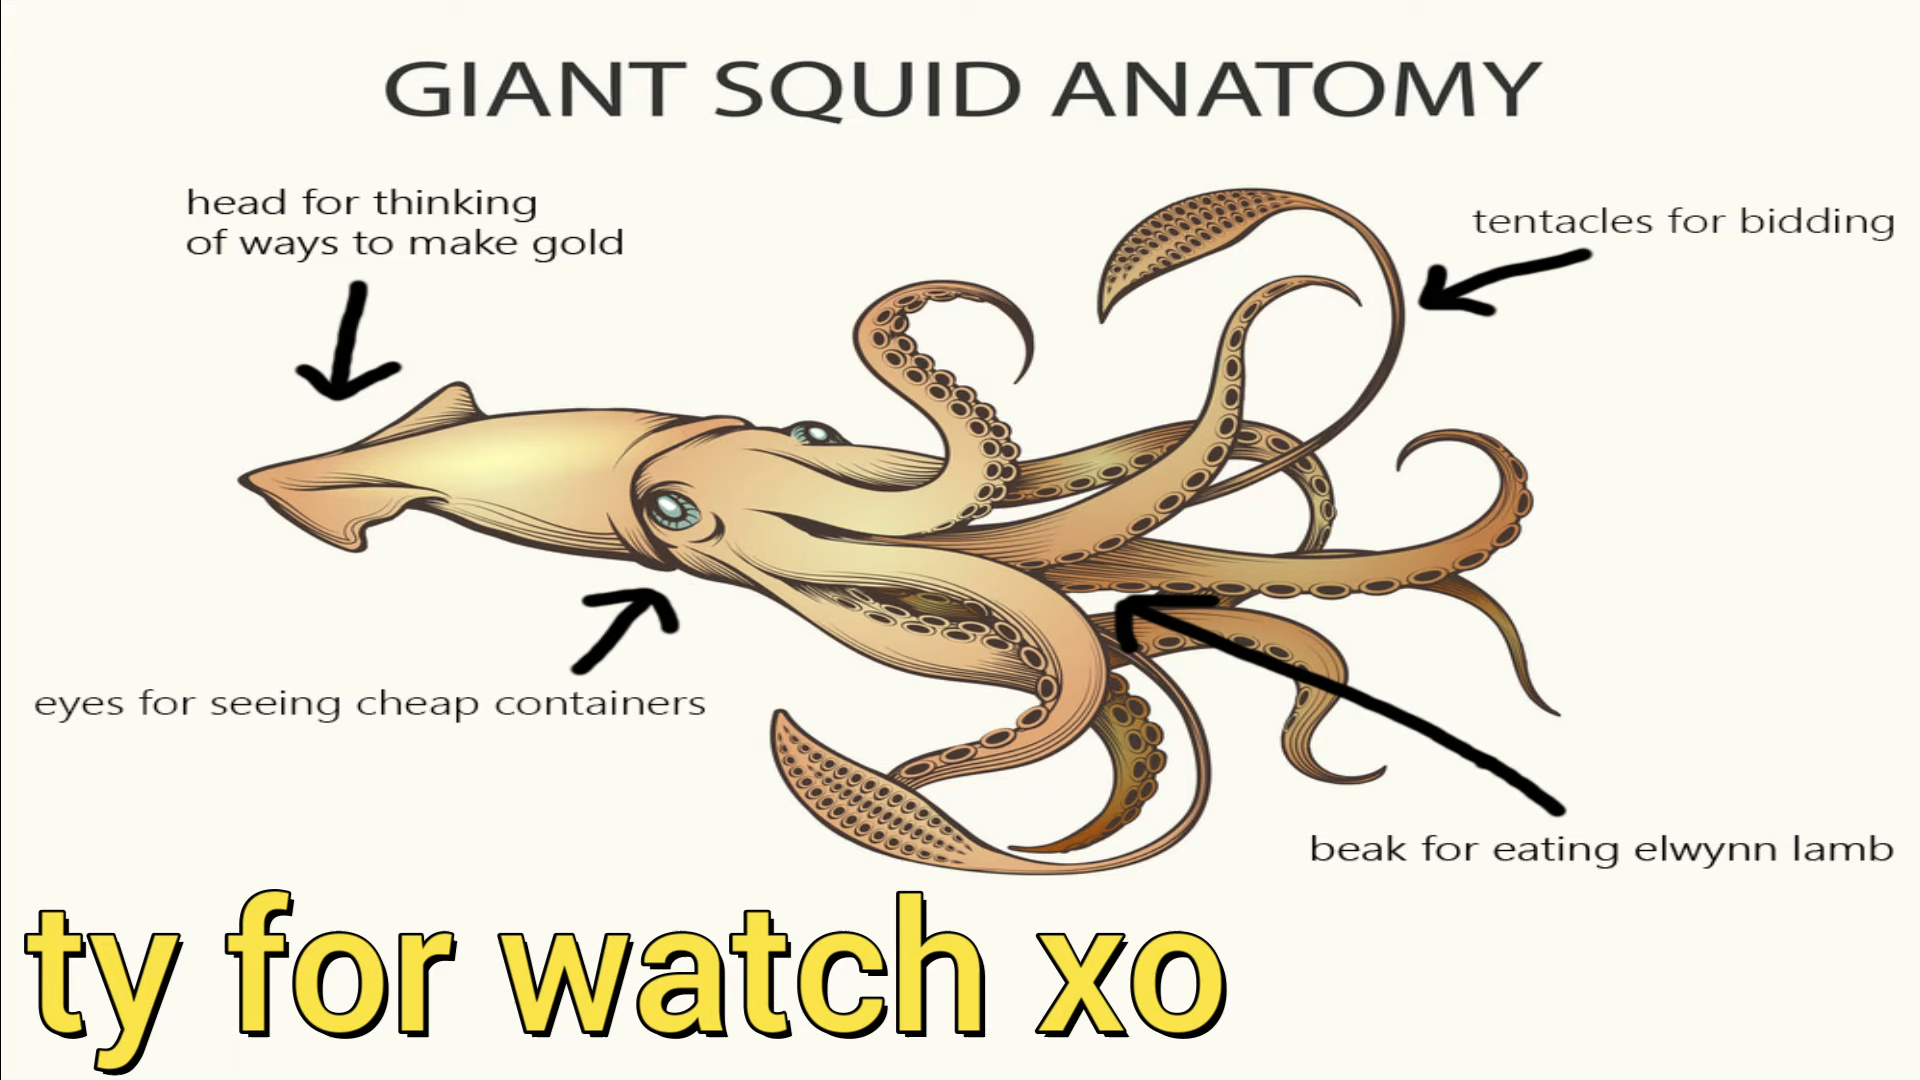 GIANT SQUID ANATOMY
head for thinking
of ways to make gold
tentacles for bidding
eyes for seeing cheap containers
beak for eating elwynn lamb
ty for watch xo